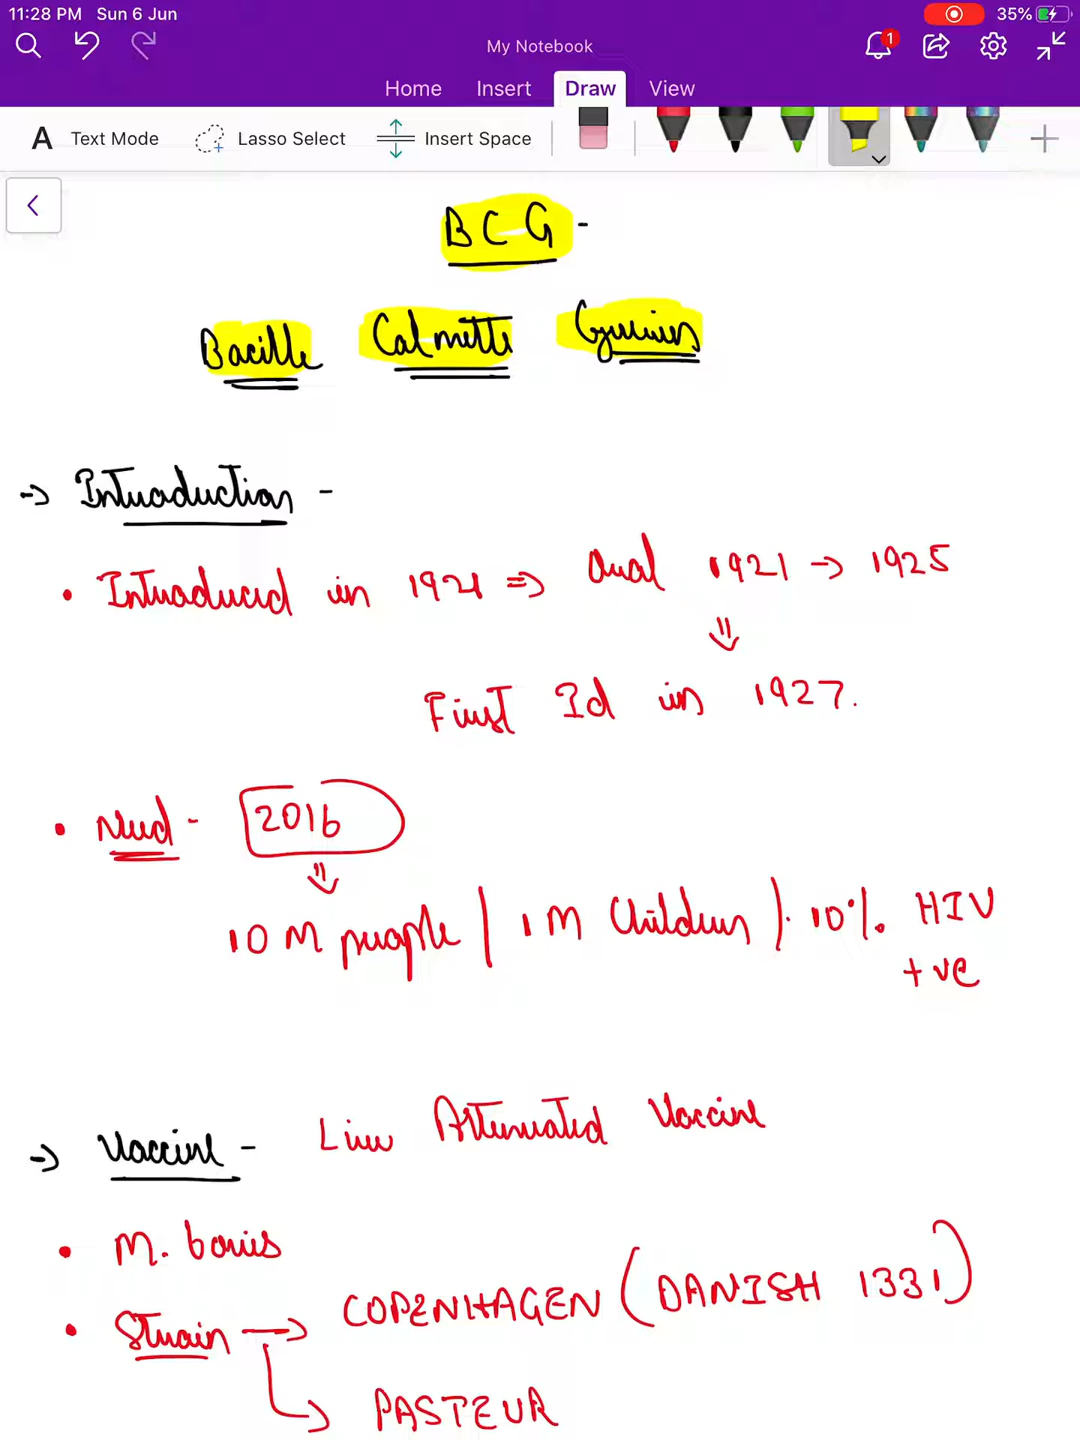 11:28 PM Sun 6 Jun 35%
My Notebook 1
Home Insert Draw View
A Text Mode Lasso Select Insert Space
BCG -
Bacille Calmette Guerin
→ Introduction -
• Introduced in 1921 ⇒ Oral 1921 → 1925
⇓
First Id in 1927.
• Need - 2016
⇓
10 M people / 1 M Children / 10% HIV
+ve
→ Vaccine - Live Attenuated Vaccine
• M. bovis
• Strain → COPENHAGEN (DANISH 1331)
→ PASTEUR